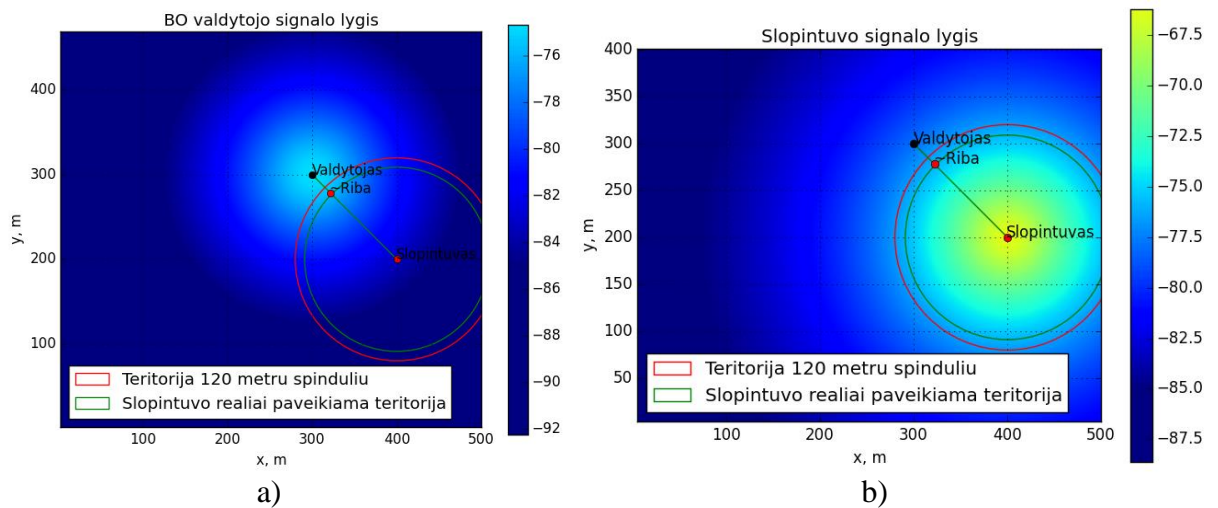 BO valdytojo signalo lygis
400
300
200
100
y, m
Valdytojas
~Riba
Slopintuvas
Teritorija 120 metru spinduliu
Slopintuvo realiai paveikiama teritorija
100
200
300
400
500
x, m
−76
−78
−80
−82
−84
−86
−88
−90
−92
a)
Slopintuvo signalo lygis
400
350
300
250
200
150
100
50
y, m
Valdytojas
~Riba
Slopintuvas
Teritorija 120 metru spinduliu
Slopintuvo realiai paveikiama teritorija
100
200
300
400
500
x, m
−67.5
−70.0
−72.5
−75.0
−77.5
−80.0
−82.5
−85.0
−87.5
b)